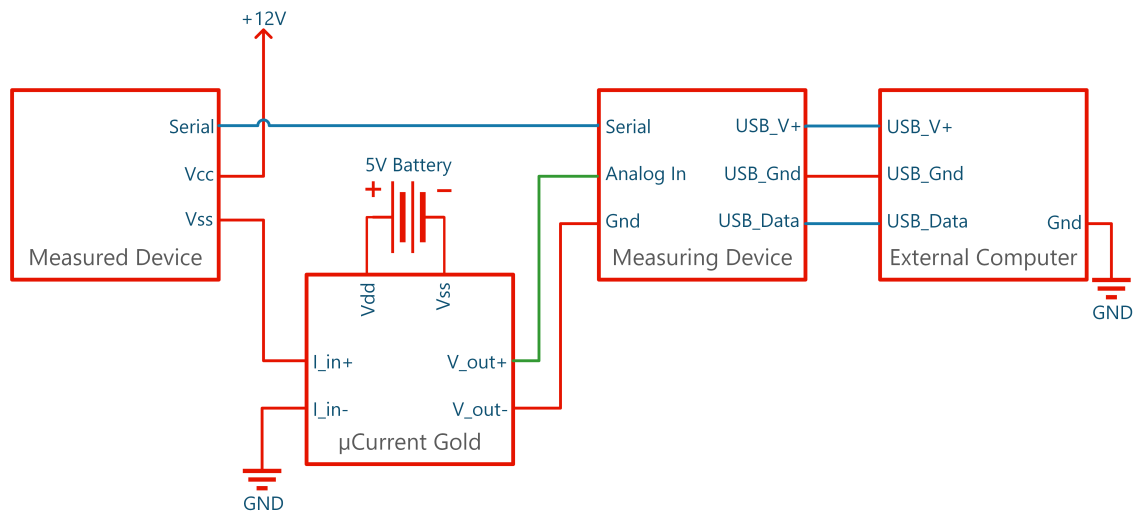 +12V
Serial
Vcc
Vss
Measured Device
5V Battery
+
−
Vdd
Vss
I_in+
V_out+
I_in-
V_out-
µCurrent Gold
GND
Serial
USB_V+
Analog In
USB_Gnd
Gnd
USB_Data
Measuring Device
USB_V+
USB_Gnd
USB_Data
Gnd
External Computer
GND